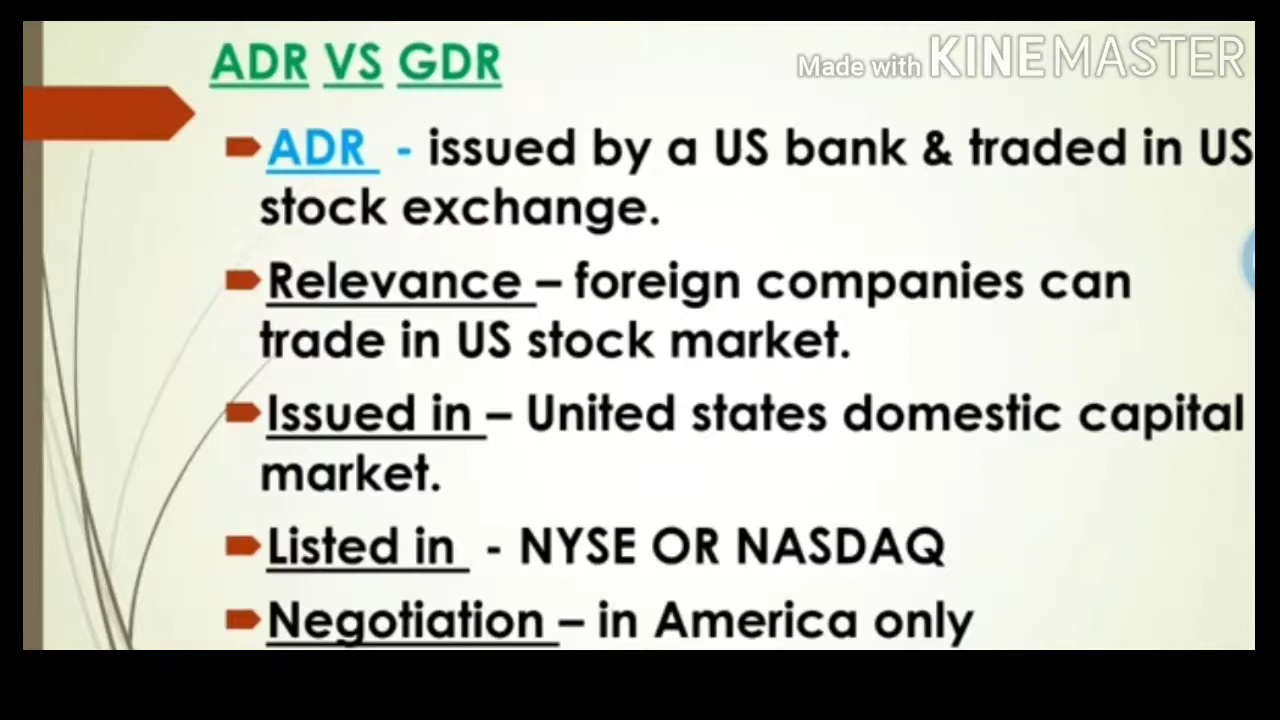 ADR VS GDR
Made with KINEMASTER
ADR - issued by a US bank & traded in US
stock exchange.
Relevance – foreign companies can
trade in US stock market.
Issued in – United states domestic capital
market.
Listed in - NYSE OR NASDAQ
Negotiation – in America only